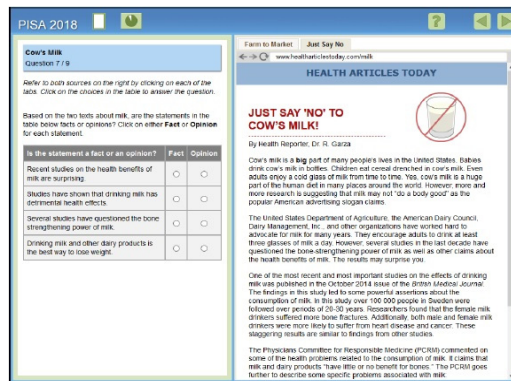 PISA 2018
?
Cow's Milk
Question 7 / 9
Refer to both sources on the right by clicking on each of the
tabs. Click on the choices in the table to answer the question.
Based on the two texts about milk, are the statements in the
table below facts or opinions? Click on either Fact or Opinion
for each statement.
Is the statement a fact or an opinion? Fact Opinion
Recent studies on the health benefits of
milk are surprising.
Studies have shown that drinking milk has
detrimental health effects.
Several studies have questioned the bone
strengthening power of milk.
Drinking milk and other dairy products is
the best way to lose weight.
Farm to Market Just Say No
www.healtharticlestoday.com/milk
HEALTH ARTICLES TODAY
JUST SAY 'NO' TO
COW'S MILK!
By Health Reporter, Dr. R. Garza
Cow's milk is a big part of many people's lives in the United States. Babies
drink cow's milk in bottles. Children eat cereal drenched in cow's milk. Even
adults enjoy a cold glass of milk from time to time. Yes, cow's milk is a huge
part of the human diet in many places around the world. However, more and
more research is suggesting that milk may not "do a body good" as the
popular American advertising slogan claims.
The United States Department of Agriculture, the American Dairy Council,
Dairy Management, Inc., and other organizations have worked hard to
advocate for milk for many years. They encourage adults to drink at least
three glasses of milk a day. However, several studies in the last decade have
questioned the bone-strengthening power of milk as well as other claims about
the health benefits of milk. The results may surprise you.
One of the most recent and most important studies on the effects of drinking
milk was published in the October 2014 issue of the British Medical Journal.
The findings in this study led to some powerful assertions about the
consumption of milk. In this study over 100 000 people in Sweden were
followed over periods of 20-30 years. Researchers found that the female milk
drinkers suffered more bone fractures. Additionally, both male and female milk
drinkers were more likely to suffer from heart disease and cancer. These
staggering results are similar to findings from other studies.
The Physicians Committee for Responsible Medicine (PCRM) commented on
some of the health problems related to the consumption of milk. It claims that
milk and dairy products "have little or no benefit for bones." The PCRM goes
further to describe some specific problems associated with milk